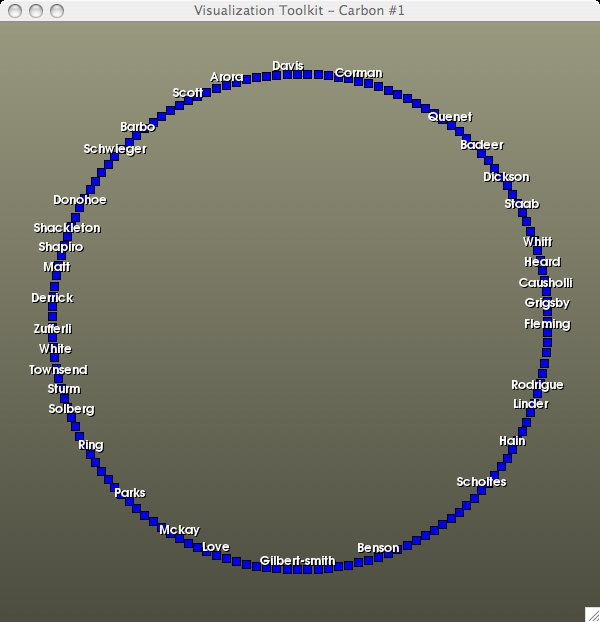 Visualization Toolkit - Carbon #1
Davis
Corman
Arora
Scott
Quenet
Barbo
Badeer
Schwieger
Dickson
Donohoe
Staab
Shackleton
Whitt
Shapiro
Heard
Matt
Causholli
Derrick
Grigsby
Fleming
Zufferli
White
Townsend
Rodrigue
Sturm
Linder
Solberg
Hain
Ring
Scholtes
Parks
Mckay
Love
Benson
Gilbert-smith